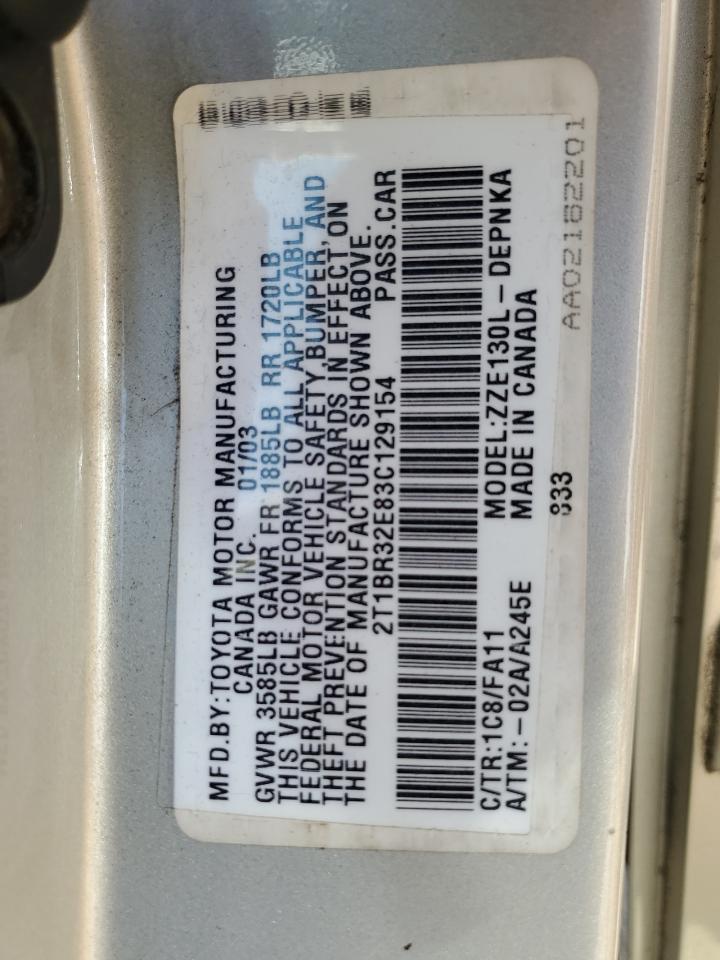 MFD.BY:TOYOTA MOTOR MANUFACTURING
CANADA INC. 01/03
GVWR 3585LB GAWR FR 1885LB RR 1720LB
THIS VEHICLE CONFORMS TO ALL APPLICABLE
FEDERAL MOTOR VEHICLE SAFETY, BUMPER, AND
THEFT PREVENTION STANDARDS IN EFFECT ON
THE DATE OF MANUFACTURE SHOWN ABOVE.
2T1BR32E83C129154 PASS.CAR
C/TR:1C8/FA11 MODEL:ZZE130L-DEPNKA
A/TM:-02A/A245E MADE IN CANADA
833
AA02182201